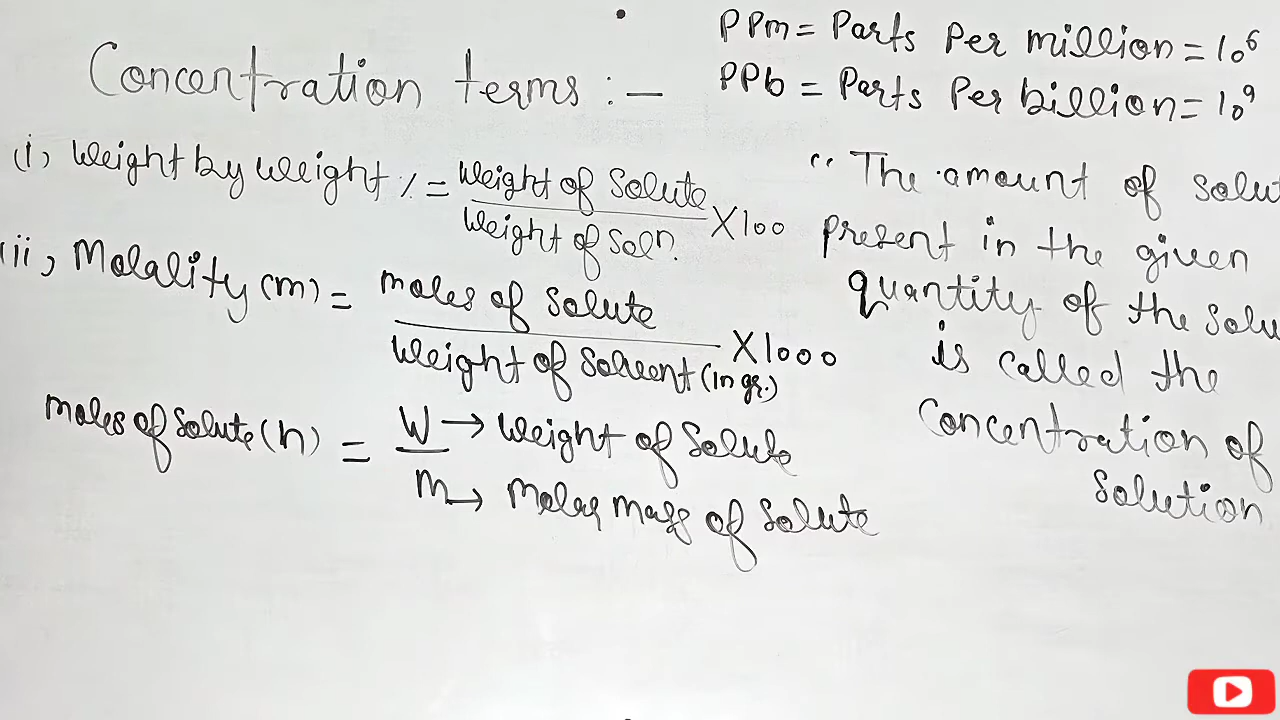 PPm = Parts Per million = 10⁶
Concentration terms :—
PPb = Parts Per billion = 10⁹
(i) Weight by Weight % = Weight of Solute / Weight of Soln. X 100
(ii) Molality (m) = moles of Solute / Weight of Solvent (in gr.) X 1000
moles of Solute (n) = W → Weight of Solute
m → Molar mass of Solute
“ The amount of solut
present in the given
quantity of the solu
is called the
Concentration of
Solution